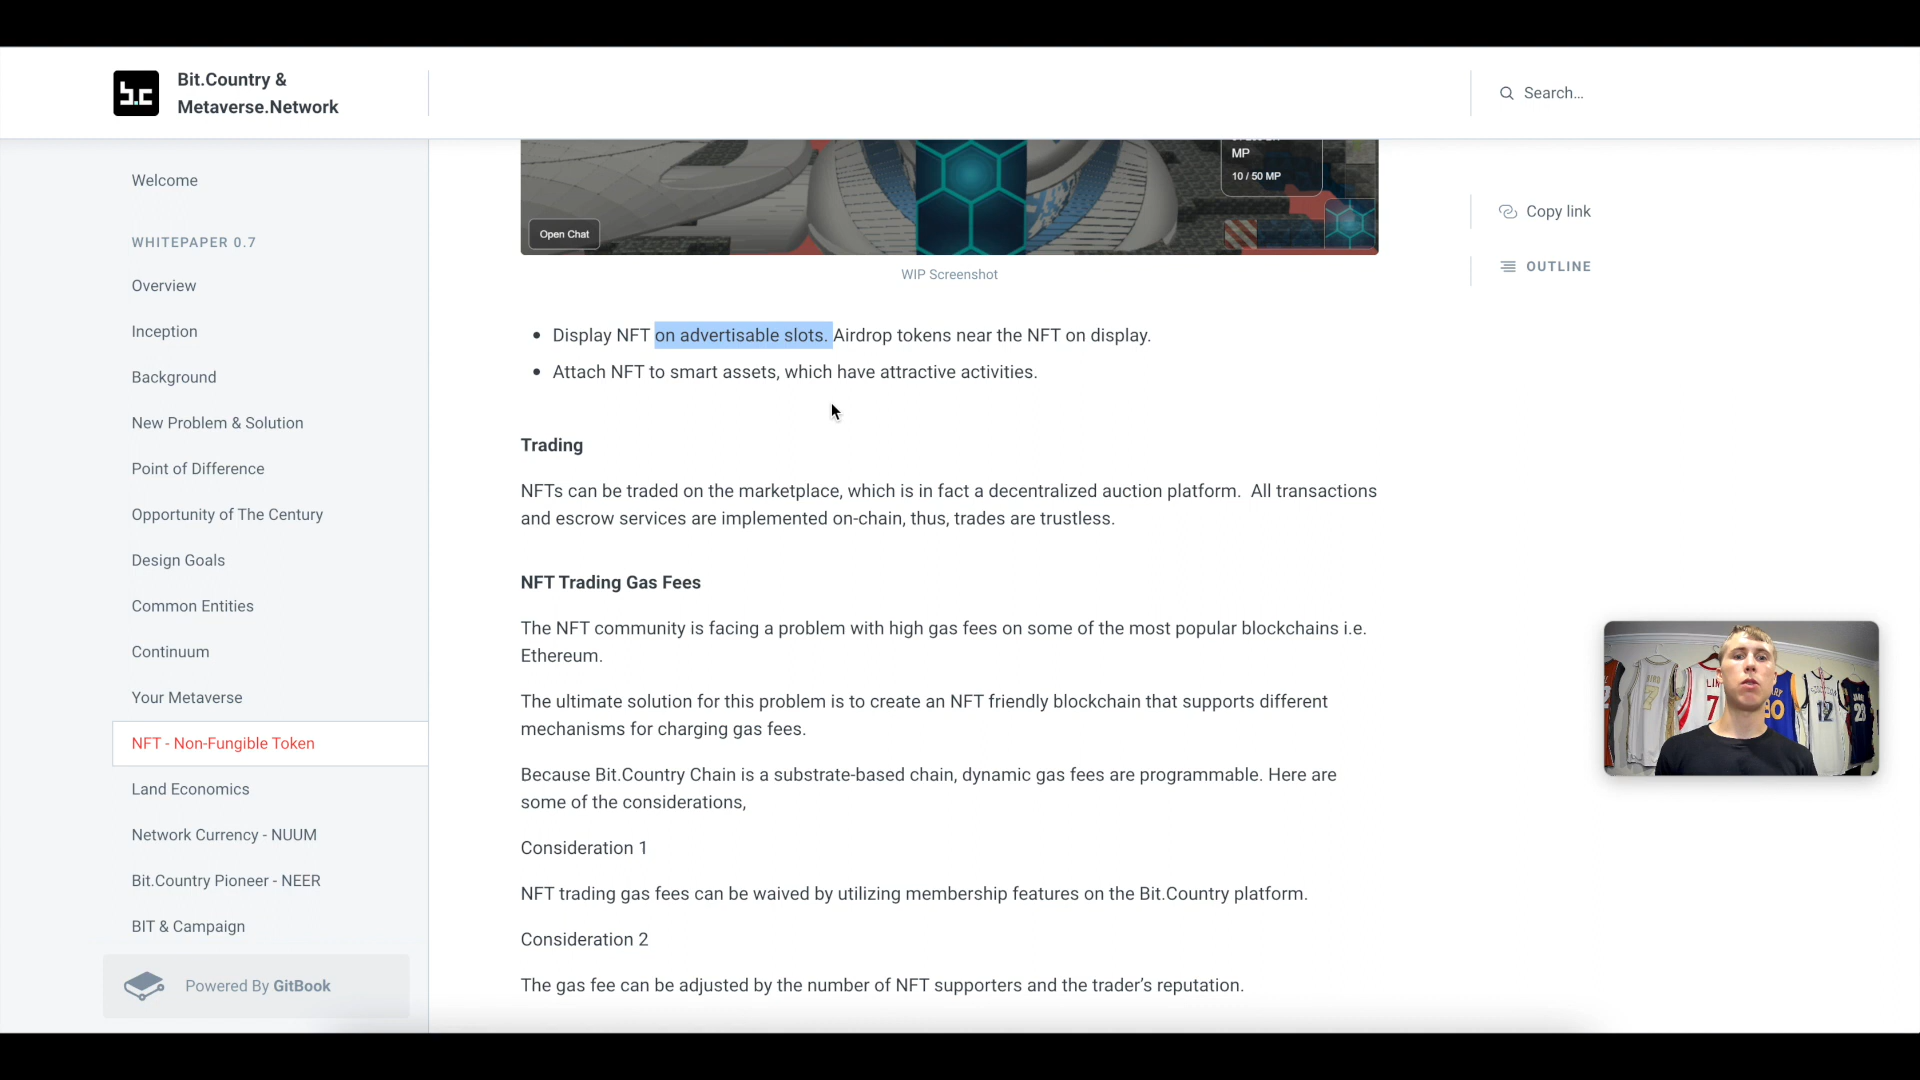 Bit.Country &
Metaverse.Network
Search…
Welcome
WHITEPAPER 0.7
Overview
Inception
Background
New Problem & Solution
Point of Difference
Opportunity of The Century
Design Goals
Common Entities
Continuum
Your Metaverse
NFT - Non-Fungible Token
Land Economics
Network Currency - NUUM
Bit.Country Pioneer - NEER
BIT & Campaign
Powered By GitBook
MP
10 / 50 MP
Open Chat
WIP Screenshot
• Display NFT on advertisable slots. Airdrop tokens near the NFT on display.
• Attach NFT to smart assets, which have attractive activities.
Trading
NFTs can be traded on the marketplace, which is in fact a decentralized auction platform.  All transactions
and escrow services are implemented on-chain, thus, trades are trustless.
NFT Trading Gas Fees
The NFT community is facing a problem with high gas fees on some of the most popular blockchains i.e.
Ethereum.
The ultimate solution for this problem is to create an NFT friendly blockchain that supports different
mechanisms for charging gas fees.
Because Bit.Country Chain is a substrate-based chain, dynamic gas fees are programmable. Here are
some of the considerations,
Consideration 1
NFT trading gas fees can be waived by utilizing membership features on the Bit.Country platform.
Consideration 2
The gas fee can be adjusted by the number of NFT supporters and the trader’s reputation.
Copy link
OUTLINE
7
12
23